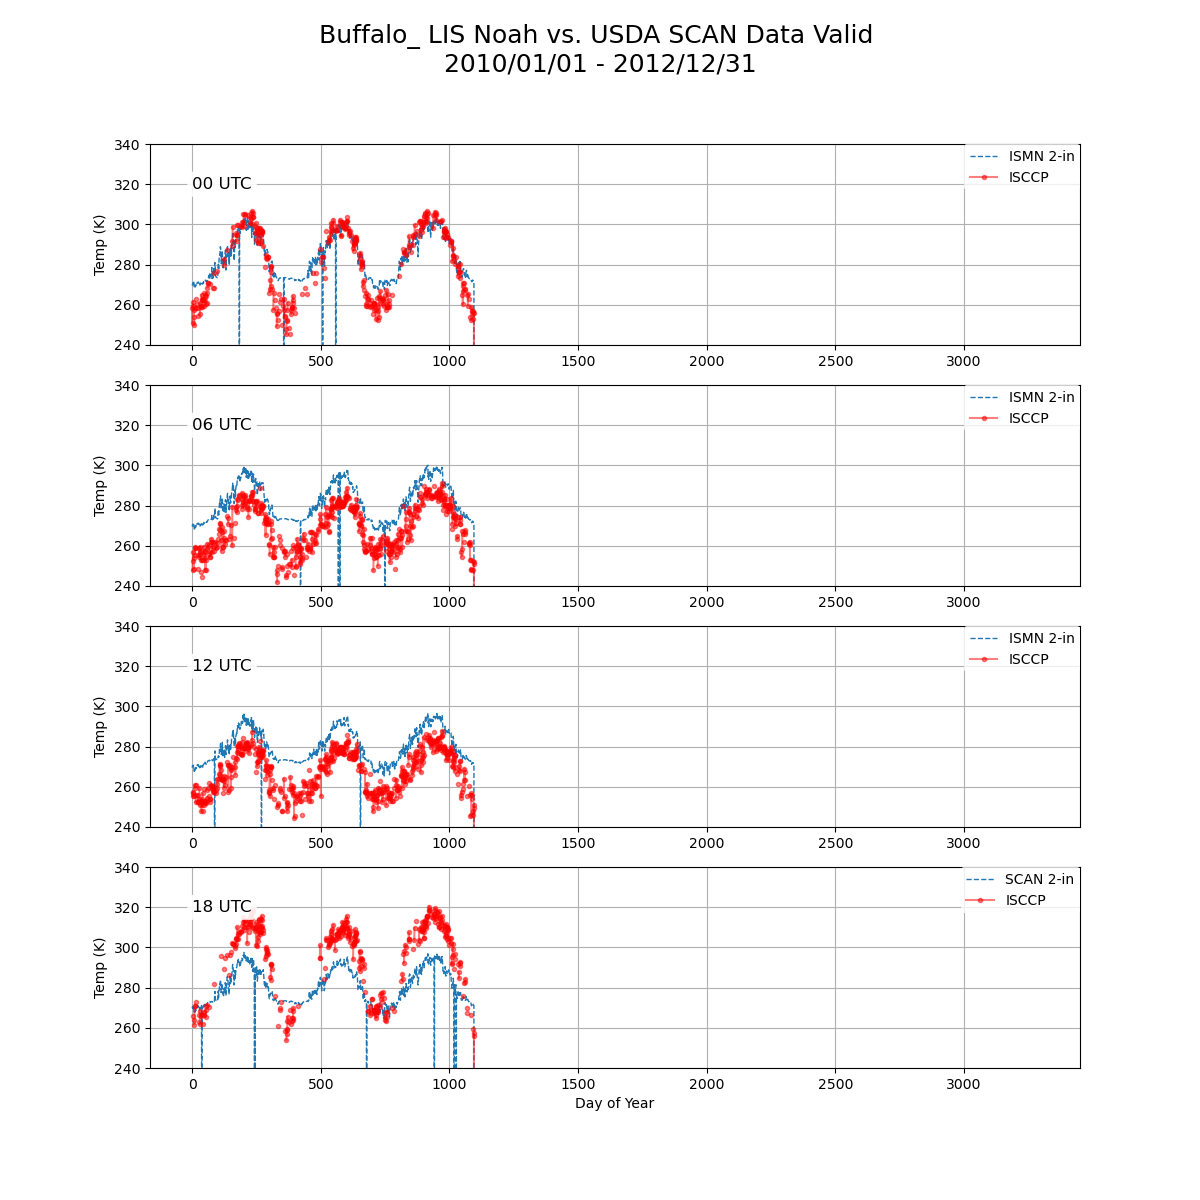 Buffalo_ LIS Noah vs. USDA SCAN Data Valid
2010/01/01 - 2012/12/31
340
320
300
280
260
240
Temp (K)
00 UTC
ISMN 2-in
ISCCP
0 500 1000 1500 2000 2500 3000
340
320
300
280
260
240
Temp (K)
06 UTC
ISMN 2-in
ISCCP
0 500 1000 1500 2000 2500 3000
340
320
300
280
260
240
Temp (K)
12 UTC
ISMN 2-in
ISCCP
0 500 1000 1500 2000 2500 3000
340
320
300
280
260
240
Temp (K)
18 UTC
SCAN 2-in
ISCCP
0 500 1000 1500 2000 2500 3000
Day of Year